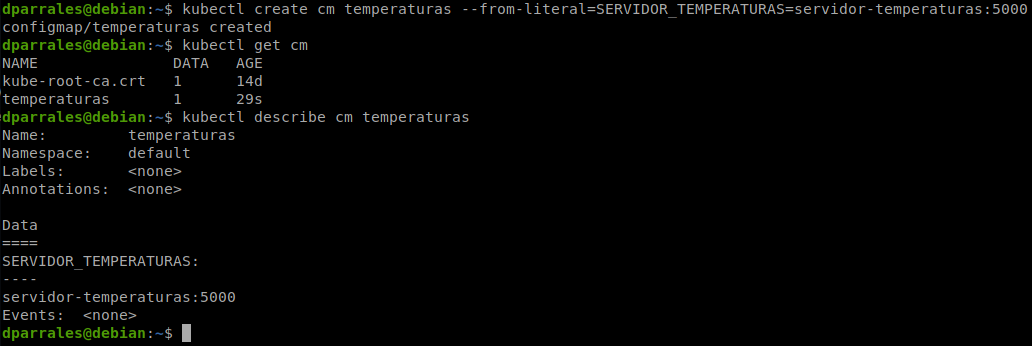 dparrales@debian:~$ kubectl create cm temperaturas --from-literal=SERVIDOR_TEMPERATURAS=servidor-temperaturas:5000
configmap/temperaturas created
dparrales@debian:~$ kubectl get cm
NAME               DATA   AGE
kube-root-ca.crt   1      14d
temperaturas       1      29s
dparrales@debian:~$ kubectl describe cm temperaturas
Name:         temperaturas
Namespace:    default
Labels:       <none>
Annotations:  <none>

Data
====
SERVIDOR_TEMPERATURAS:
----
servidor-temperaturas:5000
Events:  <none>
dparrales@debian:~$